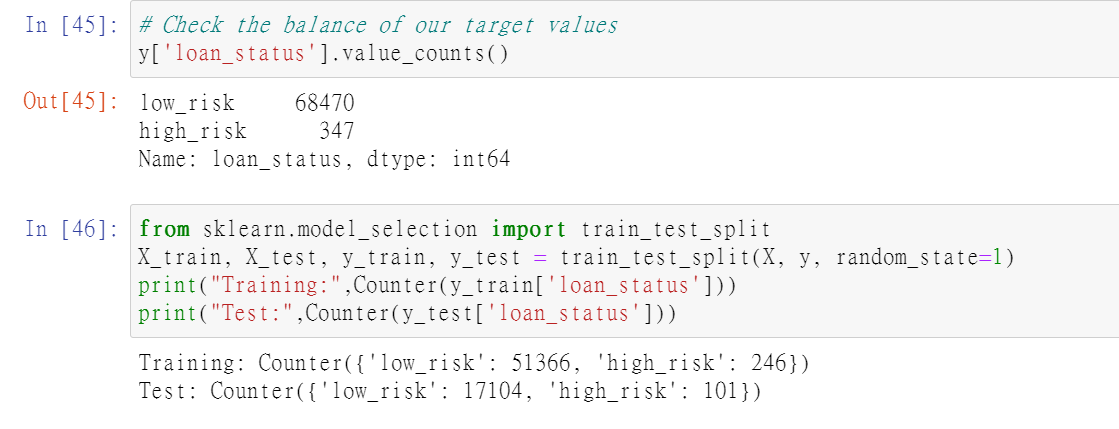 In [45]: # Check the balance of our target values
y['loan_status'].value_counts()
Out[45]: low_risk     68470
high_risk      347
Name: loan_status, dtype: int64
In [46]: from sklearn.model_selection import train_test_split
X_train, X_test, y_train, y_test = train_test_split(X, y, random_state=1)
print("Training:",Counter(y_train['loan_status']))
print("Test:",Counter(y_test['loan_status']))
Training: Counter({'low_risk': 51366, 'high_risk': 246})
Test: Counter({'low_risk': 17104, 'high_risk': 101})